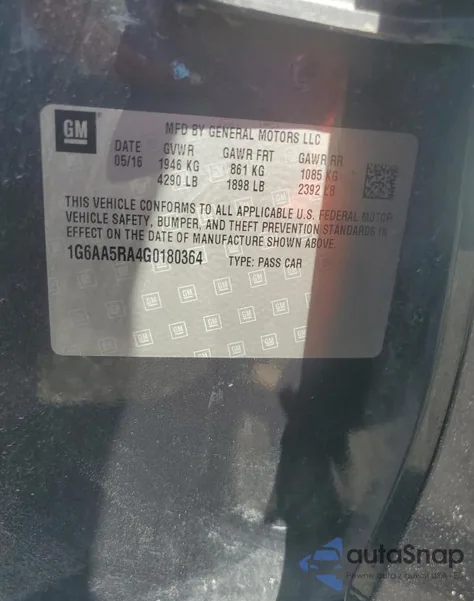 GM
MFD BY GENERAL MOTORS LLC
DATE GVWR GAWR FRT GAWR RR
05/16 1946 KG 861 KG 1085 KG
4290 LB 1898 LB 2392 LB
THIS VEHICLE CONFORMS TO ALL APPLICABLE U.S. FEDERAL MOTOR
VEHICLE SAFETY, BUMPER, AND THEFT PREVENTION STANDARDS IN
EFFECT ON THE DATE OF MANUFACTURE SHOWN ABOVE.
1G6AA5RA4G0180364 TYPE: PASS CAR
autoSnap